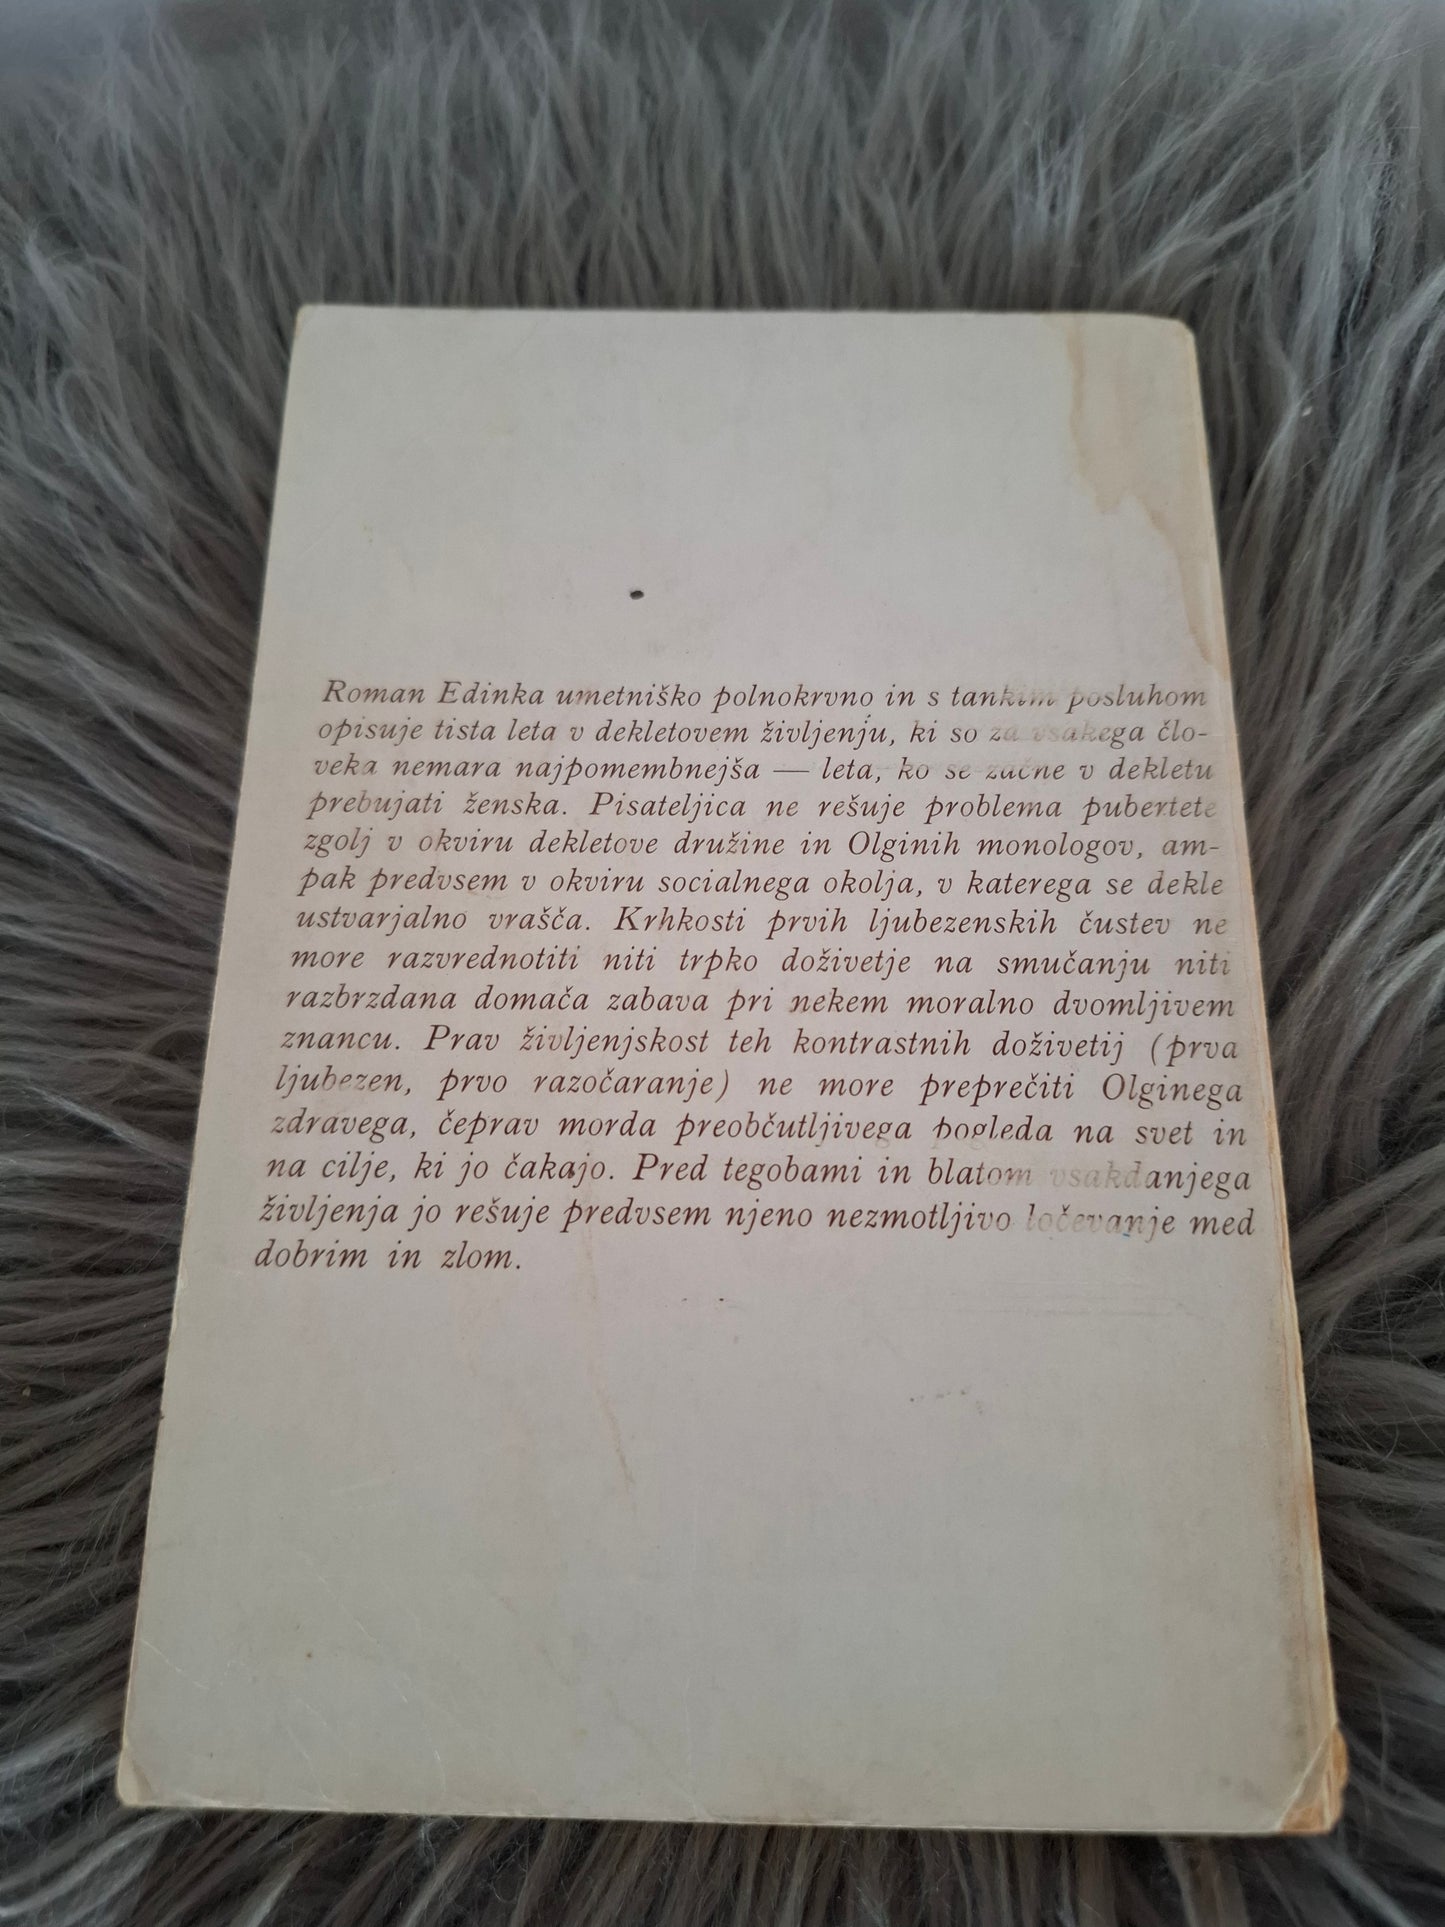 Roman Edinka umetniško polnokrvno in s tankim posluhom
opisuje tista leta v dekletovem življenju, ki so za vsakega člo-
veka nemara najpomembnejša — leta, ko se začne v dekletu
prebujati ženska. Pisateljica ne rešuje problema pubertete
zgolj v okviru dekletove družine in Olginih monologov, am-
pak predvsem v okviru socialnega okolja, v katerega se dekle
ustvarjalno vrašča. Krhkosti prvih ljubezenskih čustev ne
more razvrednotiti niti trpko doživetje na smučanju niti
razbrzdana domača zabava pri nekem moralno dvomljivem
znancu. Prav življenjskost teh kontrastnih doživetij (prva
ljubezen, prvo razočaranje) ne more preprečiti Olginega
zdravega, čeprav morda preobčutljivega pogleda na svet in
na cilje, ki jo čakajo. Pred tegobami in blatom vsakdanjega
življenja jo rešuje predvsem njeno nezmotljivo ločevanje med
dobrim in zlom.